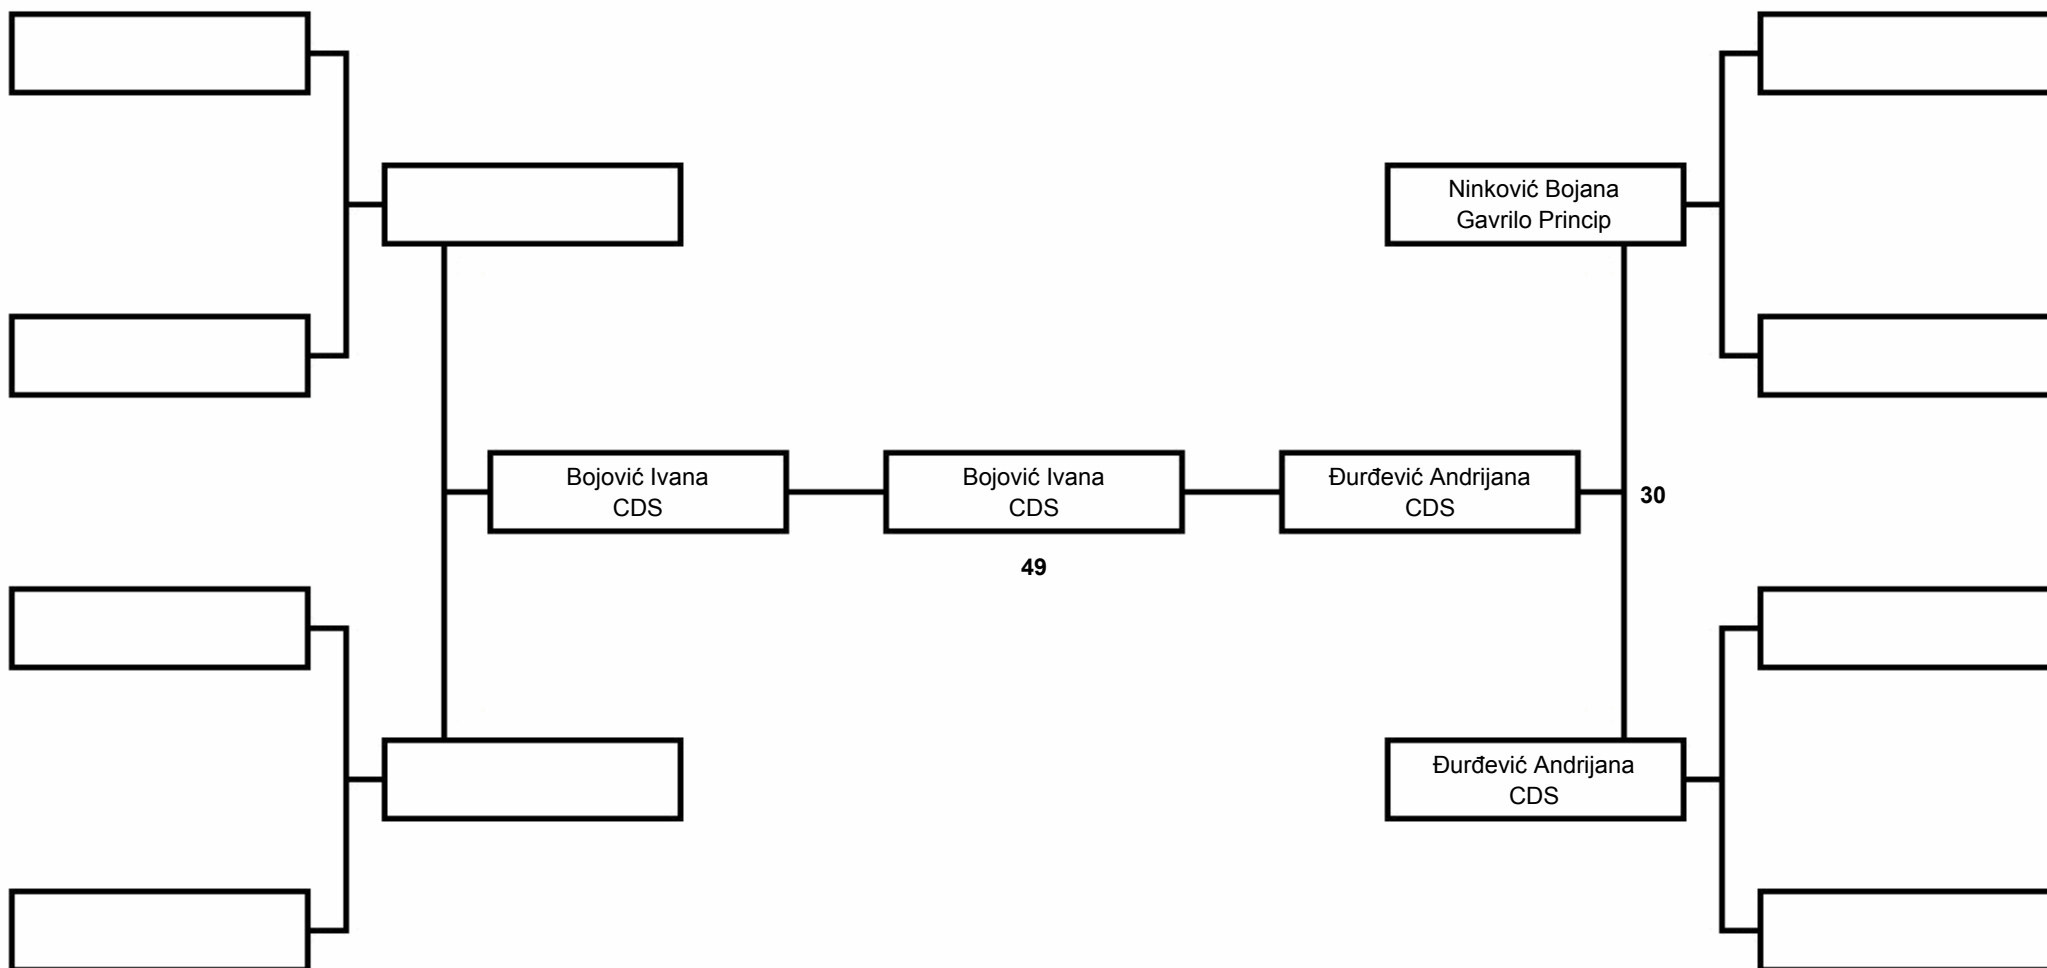 Ninković Bojana
Gavrilo Princip
Bojović Ivana
CDS
Bojović Ivana
CDS
Đurđević Andrijana
CDS
30
49
Đurđević Andrijana
CDS